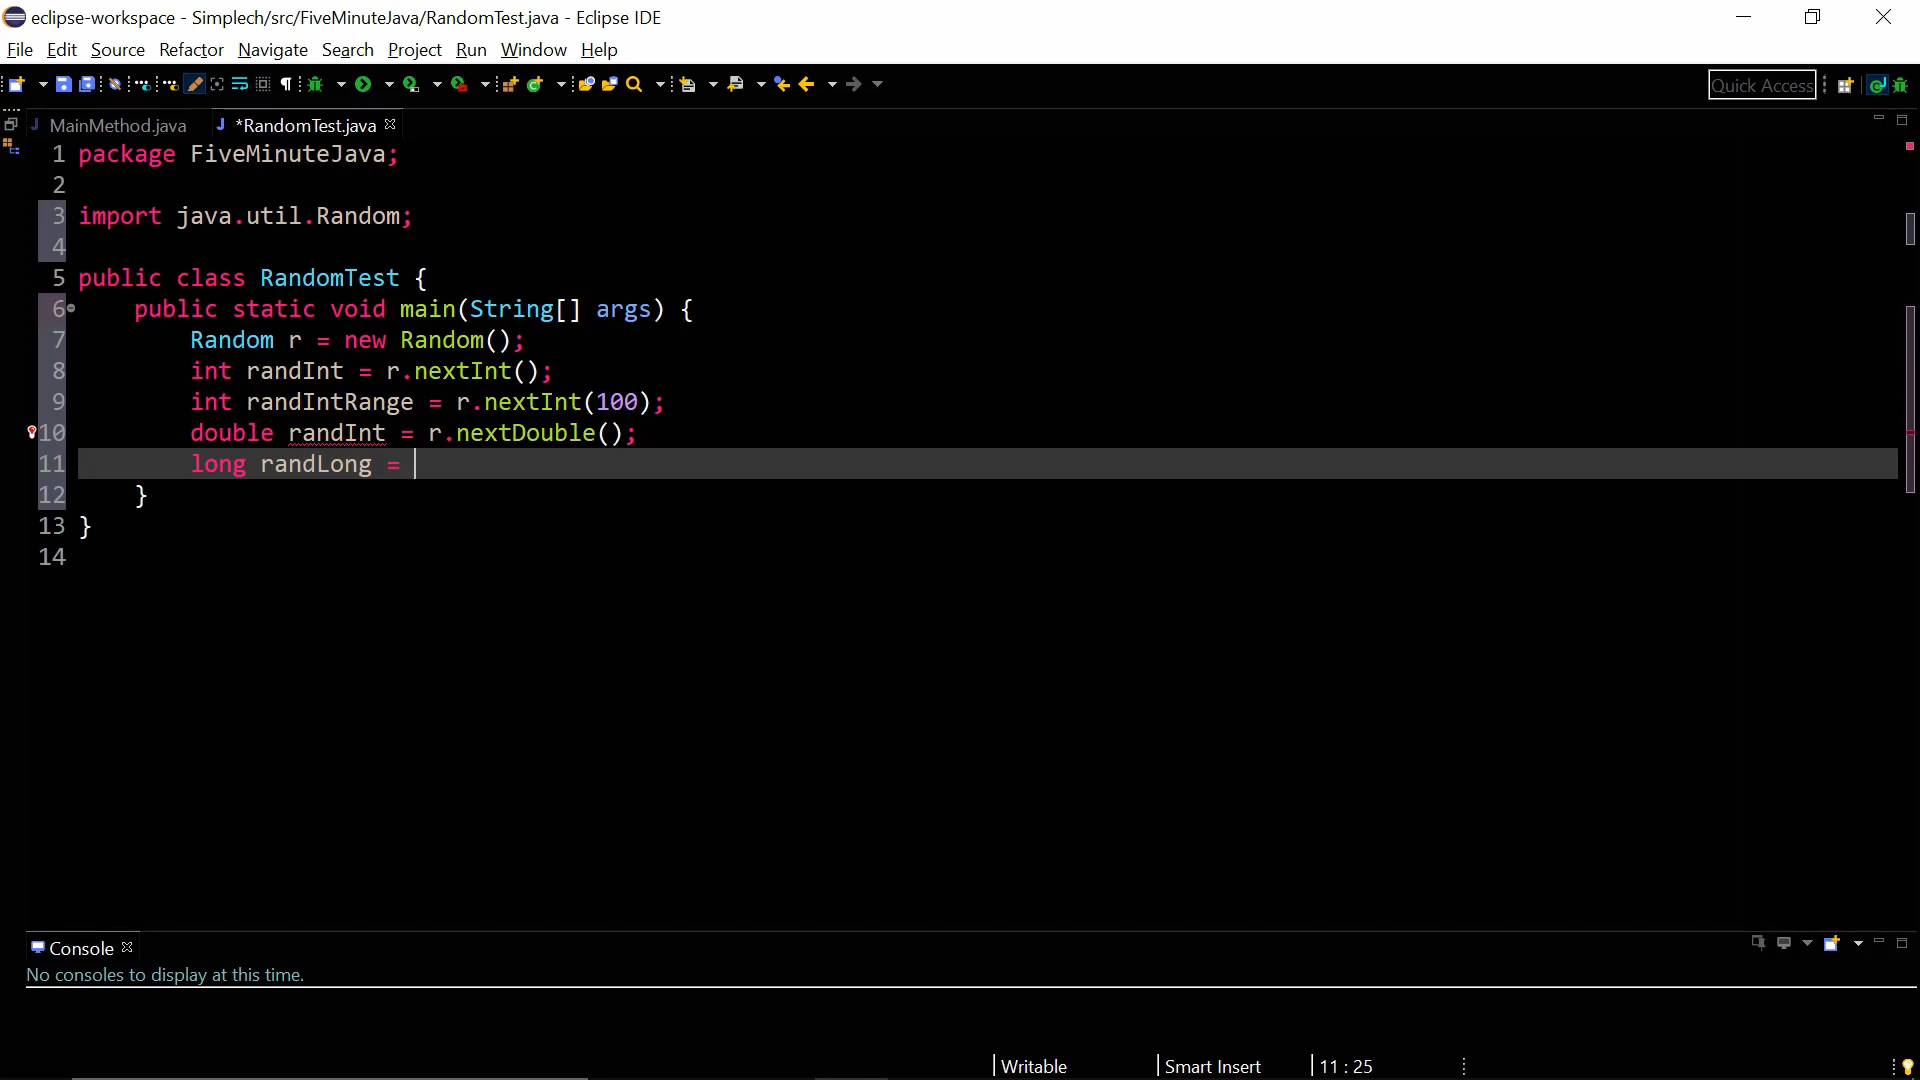 eclipse-workspace - Simplech/src/FiveMinuteJava/RandomTest.java - Eclipse IDE
File Edit Source Refactor Navigate Search Project Run Window Help
Quick Access
MainMethod.java *RandomTest.java
1 package FiveMinuteJava;
2
3 import java.util.Random;
4
5 public class RandomTest {
6 public static void main(String[] args) {
7 Random r = new Random();
8 int randInt = r.nextInt();
9 int randIntRange = r.nextInt(100);
10 double randInt = r.nextDouble();
11 long randLong =
12 }
13 }
14
Console
No consoles to display at this time.
Writable Smart Insert 11 : 25